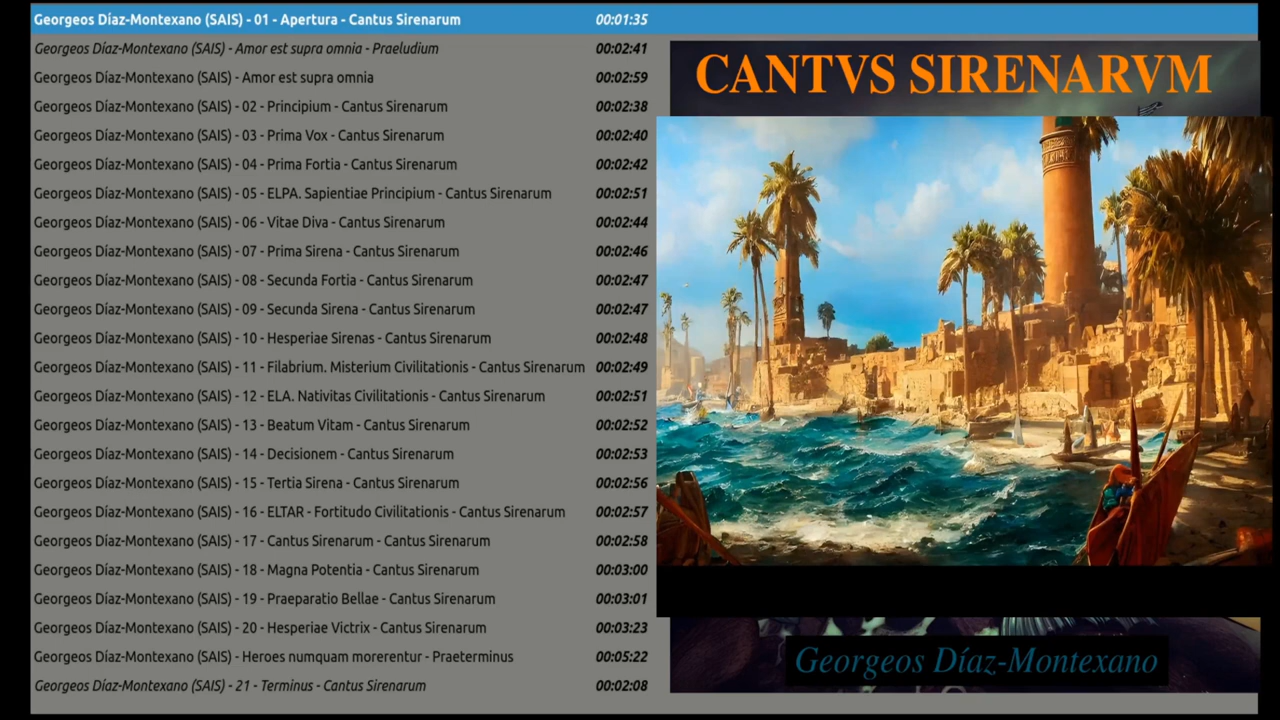 Georgeos Díaz-Montexano (SAIS) - 01 - Apertura - Cantus Sirenarum 00:01:35
Georgeos Díaz-Montexano (SAIS) - Amor est supra omnia - Praeludium 00:02:41
Georgeos Díaz-Montexano (SAIS) - Amor est supra omnia 00:02:59
Georgeos Díaz-Montexano (SAIS) - 02 - Principium - Cantus Sirenarum 00:02:38
Georgeos Díaz-Montexano (SAIS) - 03 - Prima Vox - Cantus Sirenarum 00:02:40
Georgeos Díaz-Montexano (SAIS) - 04 - Prima Fortia - Cantus Sirenarum 00:02:42
Georgeos Díaz-Montexano (SAIS) - 05 - ELPA. Sapientiae Principium - Cantus Sirenarum 00:02:51
Georgeos Díaz-Montexano (SAIS) - 06 - Vitae Diva - Cantus Sirenarum 00:02:44
Georgeos Díaz-Montexano (SAIS) - 07 - Prima Sirena - Cantus Sirenarum 00:02:46
Georgeos Díaz-Montexano (SAIS) - 08 - Secunda Fortia - Cantus Sirenarum 00:02:47
Georgeos Díaz-Montexano (SAIS) - 09 - Secunda Sirena - Cantus Sirenarum 00:02:47
Georgeos Díaz-Montexano (SAIS) - 10 - Hesperiae Sirenas - Cantus Sirenarum 00:02:48
Georgeos Díaz-Montexano (SAIS) - 11 - Filabrium. Misterium Civilitationis - Cantus Sirenarum 00:02:49
Georgeos Díaz-Montexano (SAIS) - 12 - ELA. Nativitas Civilitationis - Cantus Sirenarum 00:02:51
Georgeos Díaz-Montexano (SAIS) - 13 - Beatum Vitam - Cantus Sirenarum 00:02:52
Georgeos Díaz-Montexano (SAIS) - 14 - Decisionem - Cantus Sirenarum 00:02:53
Georgeos Díaz-Montexano (SAIS) - 15 - Tertia Sirena - Cantus Sirenarum 00:02:56
Georgeos Díaz-Montexano (SAIS) - 16 - ELTAR - Fortitudo Civilitationis - Cantus Sirenarum 00:02:57
Georgeos Díaz-Montexano (SAIS) - 17 - Cantus Sirenarum - Cantus Sirenarum 00:02:58
Georgeos Díaz-Montexano (SAIS) - 18 - Magna Potentia - Cantus Sirenarum 00:03:00
Georgeos Díaz-Montexano (SAIS) - 19 - Praeparatio Bellae - Cantus Sirenarum 00:03:01
Georgeos Díaz-Montexano (SAIS) - 20 - Hesperiae Victrix - Cantus Sirenarum 00:03:23
Georgeos Díaz-Montexano (SAIS) - Heroes numquam morerentur - Praeterminus 00:05:22
Georgeos Díaz-Montexano (SAIS) - 21 - Terminus - Cantus Sirenarum 00:02:08
CANTVS SIRENARVM
Georgeos Díaz-Montexano